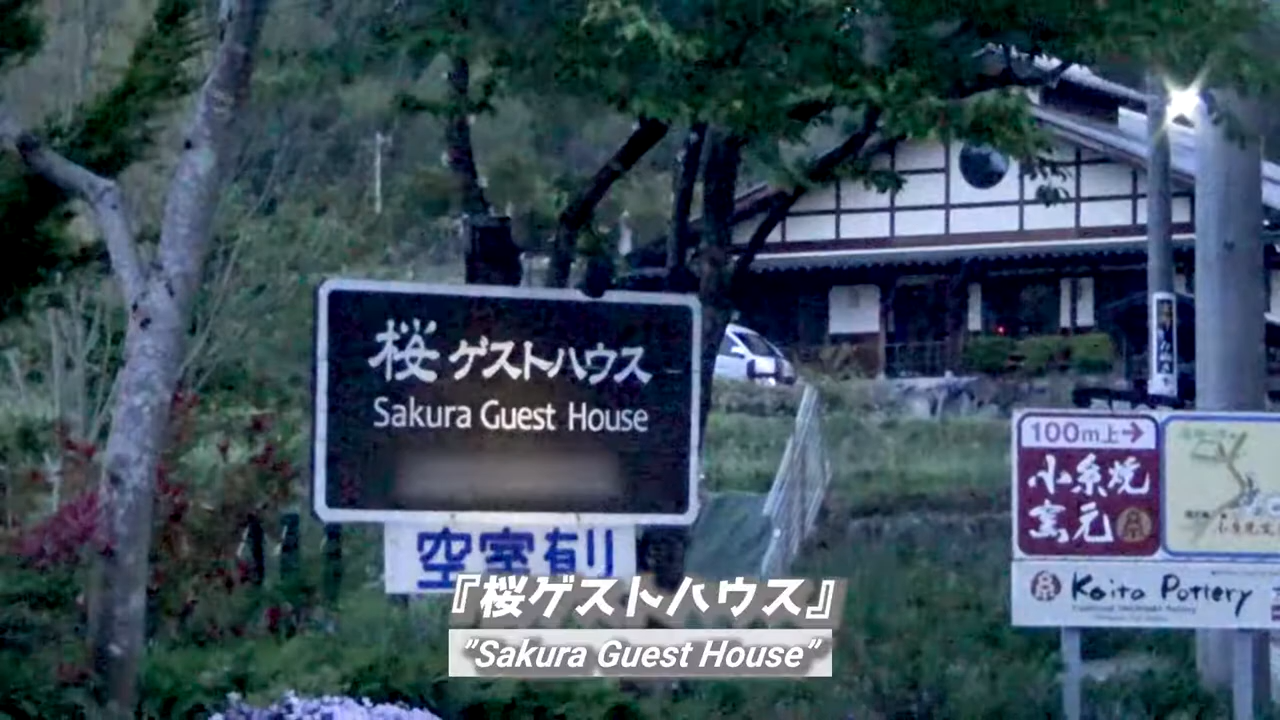 桜ゲストハウス
Sakura Guest House
空室有り
『桜ゲストハウス』
"Sakura Guest House"
100m上→
小糸焼
窯元
Koito Pottery